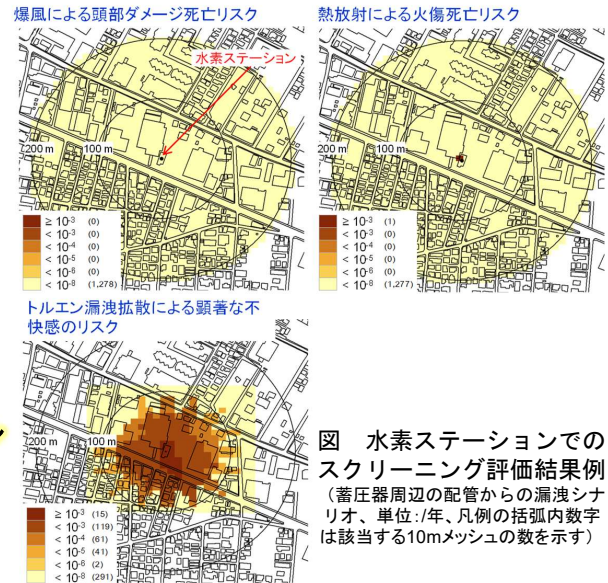 爆風による頭部ダメージ死亡リスク
水素ステーション
200 m
100 m
≥ 10⁻³ (0)
< 10⁻³ (0)
< 10⁻⁴ (0)
< 10⁻⁵ (0)
< 10⁻⁶ (0)
< 10⁻⁸ (1,278)
熱放射による火傷死亡リスク
200 m
100 m
≥ 10⁻³ (1)
< 10⁻³ (0)
< 10⁻⁴ (0)
< 10⁻⁵ (0)
< 10⁻⁶ (0)
< 10⁻⁸ (1,277)
トルエン漏洩拡散による顕著な不
快感のリスク
200 m
100 m
≥ 10⁻³ (15)
< 10⁻³ (119)
< 10⁻⁴ (61)
< 10⁻⁵ (41)
< 10⁻⁶ (2)
< 10⁻⁸ (291)
図　水素ステーションでの
スクリーニング評価結果例
（蓄圧器周辺の配管からの漏洩シナ
リオ、単位:/年、凡例の括弧内数字
は該当する10mメッシュの数を示す）